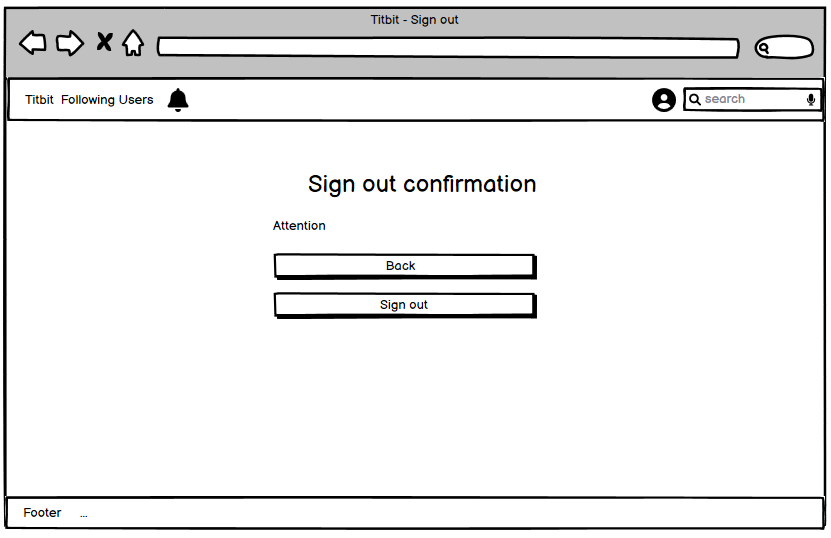 Titbit - Sign out
Titbit Following Users
search
Sign out confirmation
Attention
Back
Sign out
Footer ...